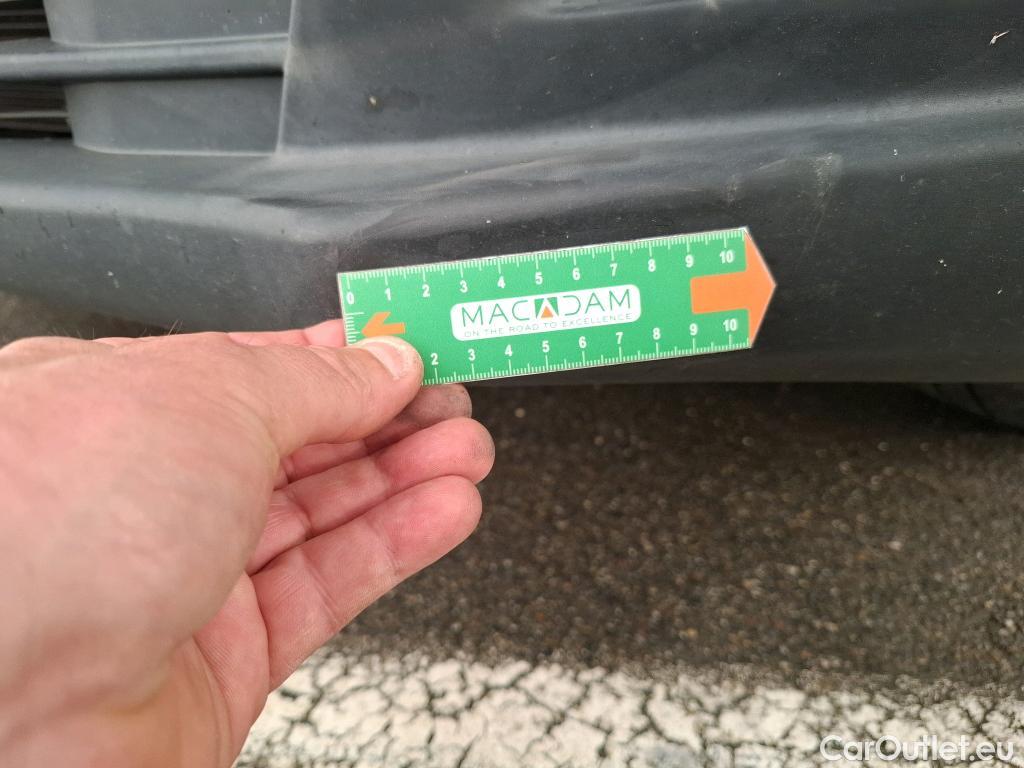 0 1 2 3 4 5 6 7 8 9 10
MACADAM
ON THE ROAD TO EXCELLENCE
2 3 4 5 6 7 8 9 10
CarOutlet.eu